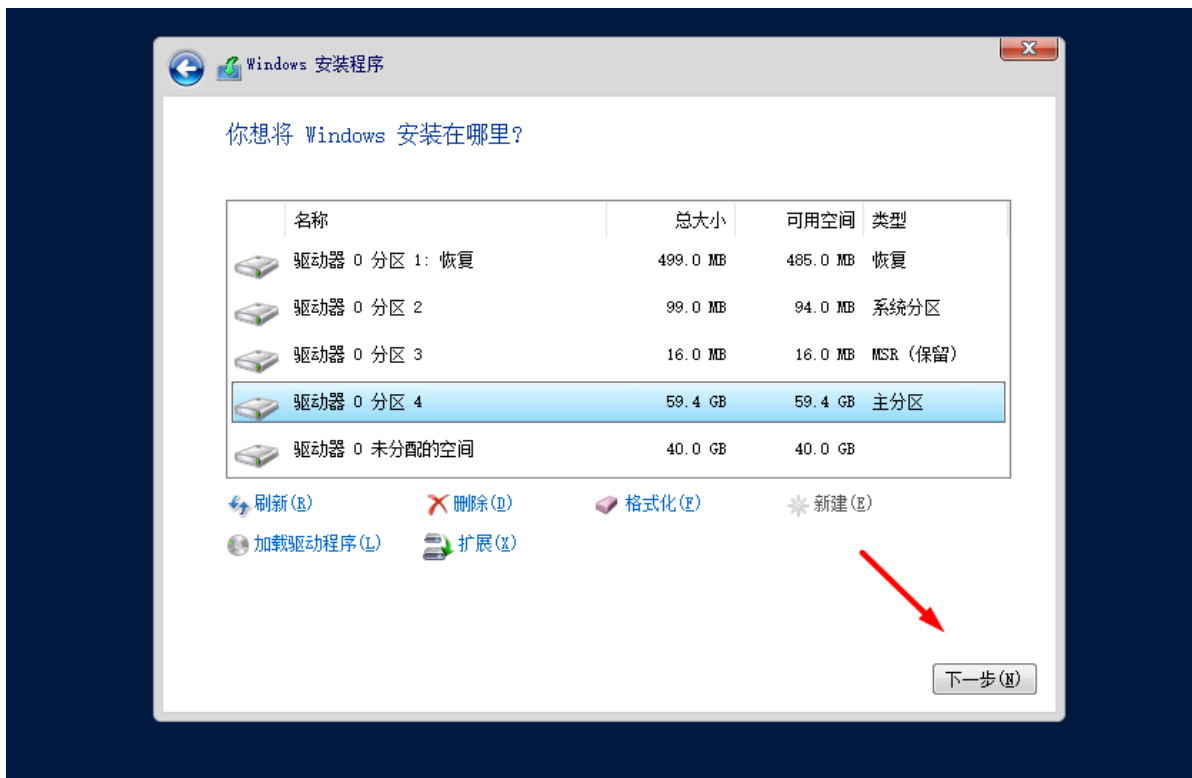 Windows 安装程序
你想将 Windows 安装在哪里?
名称 总大小 可用空间 类型
驱动器 0 分区 1: 恢复 499.0 MB 485.0 MB 恢复
驱动器 0 分区 2 99.0 MB 94.0 MB 系统分区
驱动器 0 分区 3 16.0 MB 16.0 MB MSR (保留)
驱动器 0 分区 4 59.4 GB 59.4 GB 主分区
驱动器 0 未分配的空间 40.0 GB 40.0 GB
刷新(R) 删除(D) 格式化(F) 新建(E)
加载驱动程序(L) 扩展(X)
下一步(N)